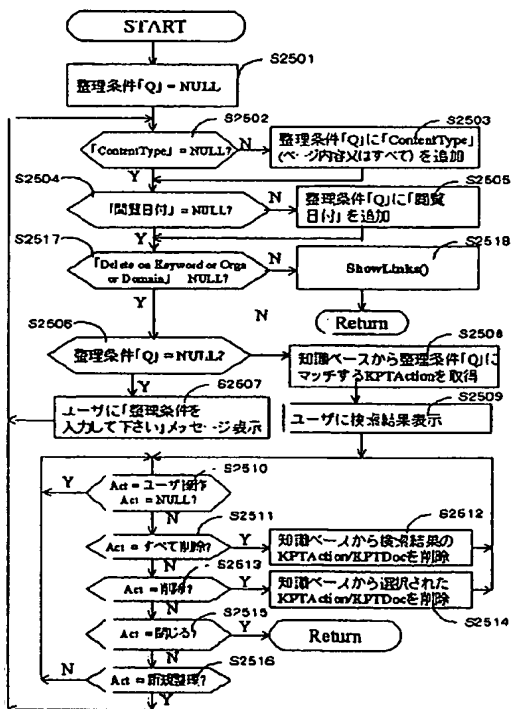 START
S2501
整理条件「Q」= NULL
S2502
「ContentType」= NULL?
N
S2503
整理条件「Q」に「ContentType」
(ページ内容又はすべて) を追加
S2504
Y
「閲覧日付」= NULL?
N
S2505
整理条件「Q」に「閲覧
日付」を追加
S2517
Y
「Delete on Keyword or Orgs
or Domain」 NULL?
N
S2518
ShowLinks()
Return
Y
N
S2506
整理条件「Q」= NULL?
S2508
知識ベースから整理条件「Q」に
マッチするKPTActionを取得
Y
S2507
ユーザに「整理条件を
入力して下さい」メッセージ表示
S2509
ユーザに検索結果表示
S2510
Act = ユーザ操作
Act = NULL?
Y
N
S2511
Act = すべて削除?
Y
S2612
知識ベースから検索結果の
KPTAction/KPTDocを削除
N
S2613
Act = 削除?
Y
知識ベースから選択された
KPTAction/KPTDocを削除
S2514
N
S2515
Act = 閉じる?
Y
Return
N
S2516
Act = 新規整理?
N
Y